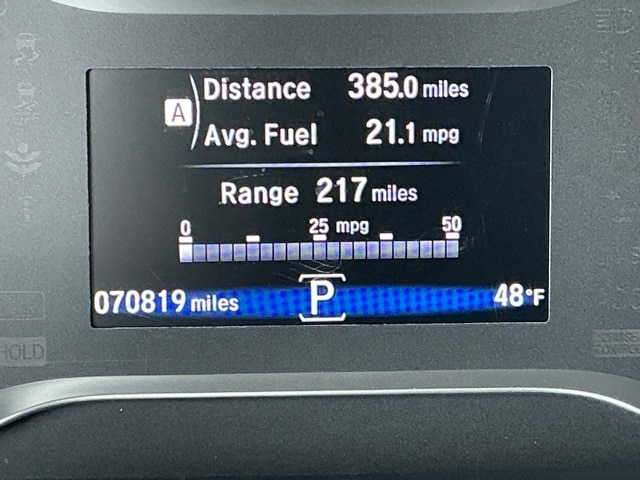 A
Distance 385.0 miles
Avg. Fuel 21.1 mpg
Range 217 miles
0 25 mpg 50
070819 miles P 48°F
HOLD